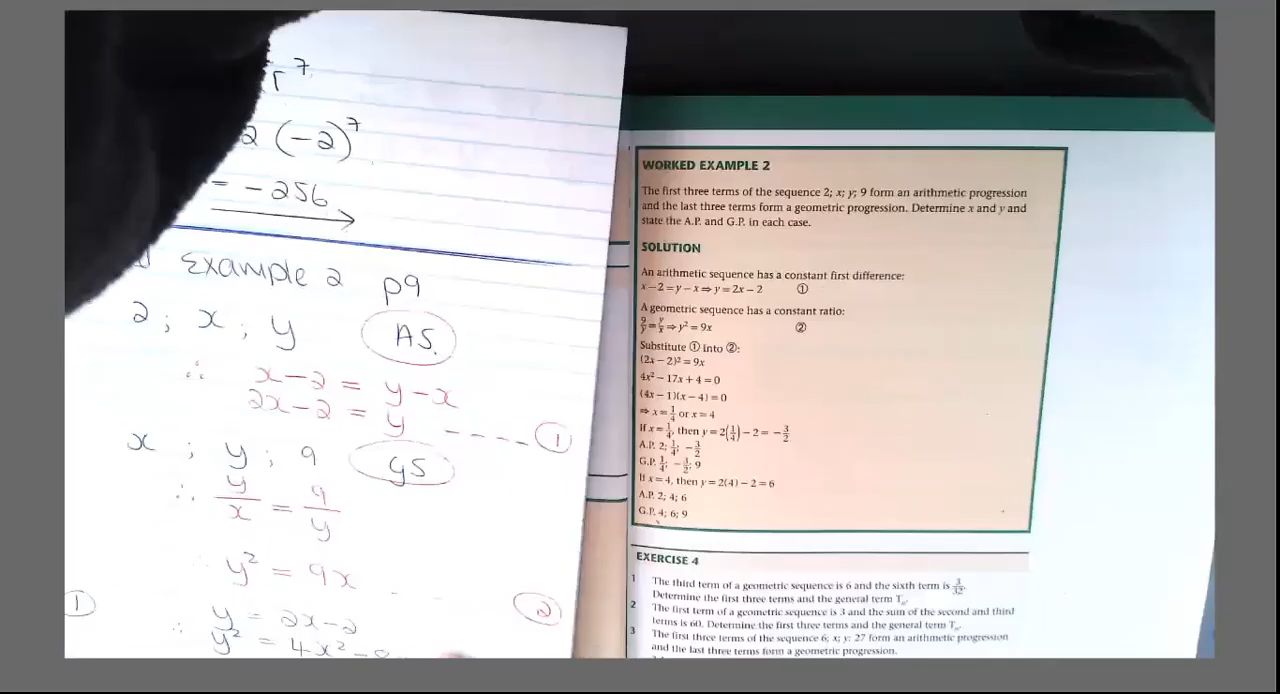 r⁷
2 (-2)⁷
= -256
Example 2 p9
2 ; x ; y AS.
∴ x-2 = y-x
2x-2 = y ---- ①
x ; y ; 9 GS
∴ y/x = 9/y
y² = 9x - - ②
① y = 2x-2
∴ y² = 4x² -
WORKED EXAMPLE 2
The first three terms of the sequence 2; x; y; 9 form an arithmetic progression
and the last three terms form a geometric progression. Determine x and y and
state the A.P. and G.P. in each case.
SOLUTION
An arithmetic sequence has a constant first difference:
x – 2 = y – x ⇒ y = 2x – 2 ①
A geometric sequence has a constant ratio:
9/y = y/x ⇒ y² = 9x ②
Substitute ① into ②:
(2x – 2)² = 9x
4x² – 17x + 4 = 0
(4x – 1)(x – 4) = 0
⇒ x = 1/4 or x = 4
If x = 1/4, then y = 2(1/4) – 2 = –3/2
A.P. 2; 1/4; –3/2
G.P. 1/4; ; 9
If x = 4, then y = 2(4) – 2 = 6
A.P. 2; 4; 6
G.P. 4; 6; 9
EXERCISE 4
1 The third term of a geometric sequence is 6 and the sixth term is 3/32.
Determine the first three terms and the general term Tₙ.
2 The first term of a geometric sequence is 3 and the sum of the second and third
terms is 60. Determine the first three terms and the general term Tₙ.
3 The first three terms of the sequence 6; x; y; 27 form an arithmetic progression
and the last three terms form a geometric progression.